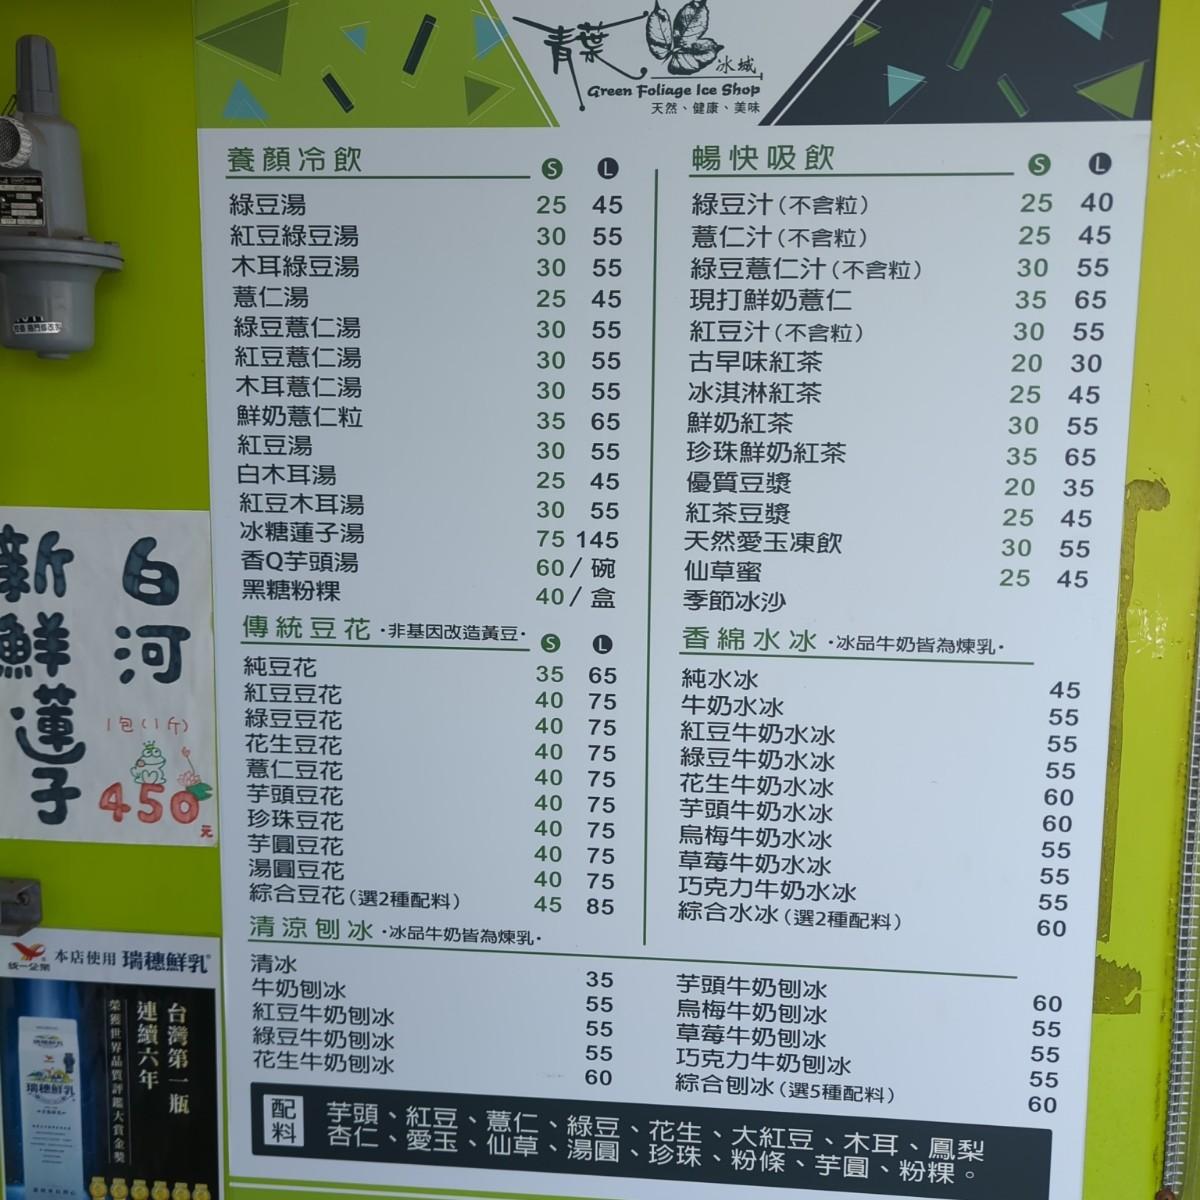 青葉
冰城
Green Foliage Ice Shop
天然、健康、美味
養顏冷飲 S L
綠豆湯 25 45
紅豆綠豆湯 30 55
木耳綠豆湯 30 55
薏仁湯 25 45
綠豆薏仁湯 30 55
紅豆薏仁湯 30 55
木耳薏仁湯 30 55
鮮奶薏仁粒 35 65
紅豆湯 30 55
白木耳湯 25 45
紅豆木耳湯 30 55
冰糖蓮子湯 75 145
香Q芋頭湯 60/碗
黑糖粉粿 40/盒
傳統豆花 ·非基因改造黃豆· S L
純豆花 35 65
紅豆豆花 40 75
綠豆豆花 40 75
花生豆花 40 75
薏仁豆花 40 75
芋頭豆花 40 75
珍珠豆花 40 75
芋圓豆花 40 75
湯圓豆花 40 75
綜合豆花(選2種配料) 45 85
暢快吸飲 S L
綠豆汁(不含粒) 25 40
薏仁汁(不含粒) 25 45
綠豆薏仁汁(不含粒) 30 55
現打鮮奶薏仁 35 65
紅豆汁(不含粒) 30 55
古早味紅茶 20 30
冰淇淋紅茶 25 45
鮮奶紅茶 30 55
珍珠鮮奶紅茶 35 65
優質豆漿 20 35
紅茶豆漿 25 45
天然愛玉凍飲 30 55
仙草蜜 25 45
季節冰沙
香綿水冰 ·冰品牛奶皆為煉乳·
純水冰 45
牛奶水冰 55
紅豆牛奶水冰 55
綠豆牛奶水冰 55
花生牛奶水冰 60
芋頭牛奶水冰 60
烏梅牛奶水冰 55
草莓牛奶水冰 55
巧克力牛奶水冰 55
綜合水冰(選2種配料) 60
清涼刨冰 ·冰品牛奶皆為煉乳·
清冰 35
牛奶刨冰 55
紅豆牛奶刨冰 55
綠豆牛奶刨冰 55
花生牛奶刨冰 60
芋頭牛奶刨冰 60
烏梅牛奶刨冰 55
草莓牛奶刨冰 55
巧克力牛奶刨冰 55
綜合刨冰(選5種配料) 60
配料
芋頭、紅豆、薏仁、綠豆、花生、大紅豆、木耳、鳳梨
杏仁、愛玉、仙草、湯圓、珍珠、粉條、芋圓、粉粿。
白河
新鮮蓮子
1包(1斤)
450元
統一企業
本店使用 瑞穗鮮乳
台灣第一瓶
連續六年
榮獲世界品質評鑑大賞金獎
瑞穗鮮乳